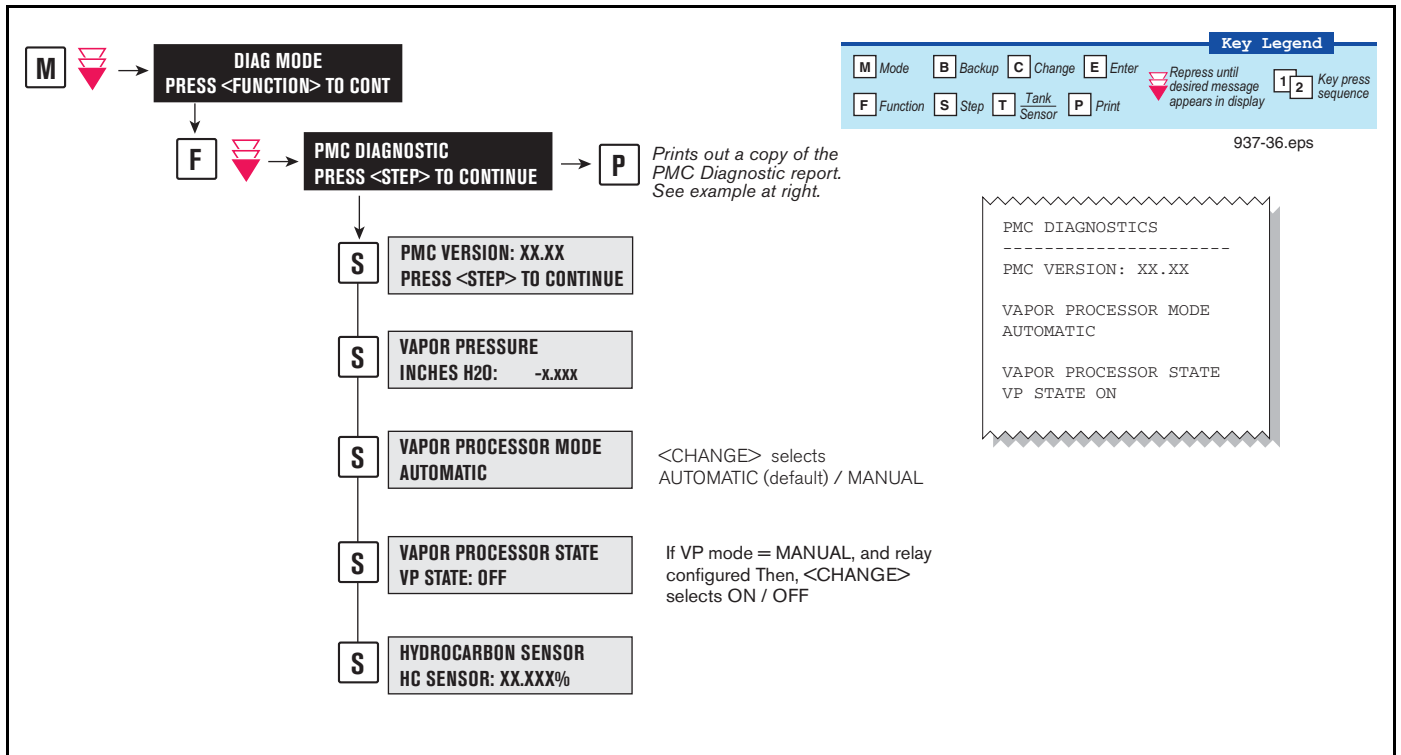 M
DIAG MODE
PRESS <FUNCTION> TO CONT
Key Legend
M Mode B Backup C Change E Enter
F Function S Step T Tank
Sensor P Print
Repress until
desired message
appears in display
1 2 Key press
sequence
937-36.eps
F
PMC DIAGNOSTIC
PRESS <STEP> TO CONTINUE
P
Prints out a copy of the
PMC Diagnostic report.
See example at right.
S
PMC VERSION: XX.XX
PRESS <STEP> TO CONTINUE
S
VAPOR PRESSURE
INCHES H2O: -x.xxx
S
VAPOR PROCESSOR MODE
AUTOMATIC
<CHANGE> selects
AUTOMATIC (default) / MANUAL
S
VAPOR PROCESSOR STATE
VP STATE: OFF
If VP mode = MANUAL, and relay
configured Then, <CHANGE>
selects ON / OFF
S
HYDROCARBON SENSOR
HC SENSOR: XX.XXX%
PMC DIAGNOSTICS
----------------------
PMC VERSION: XX.XX
VAPOR PROCESSOR MODE
AUTOMATIC
VAPOR PROCESSOR STATE
VP STATE ON